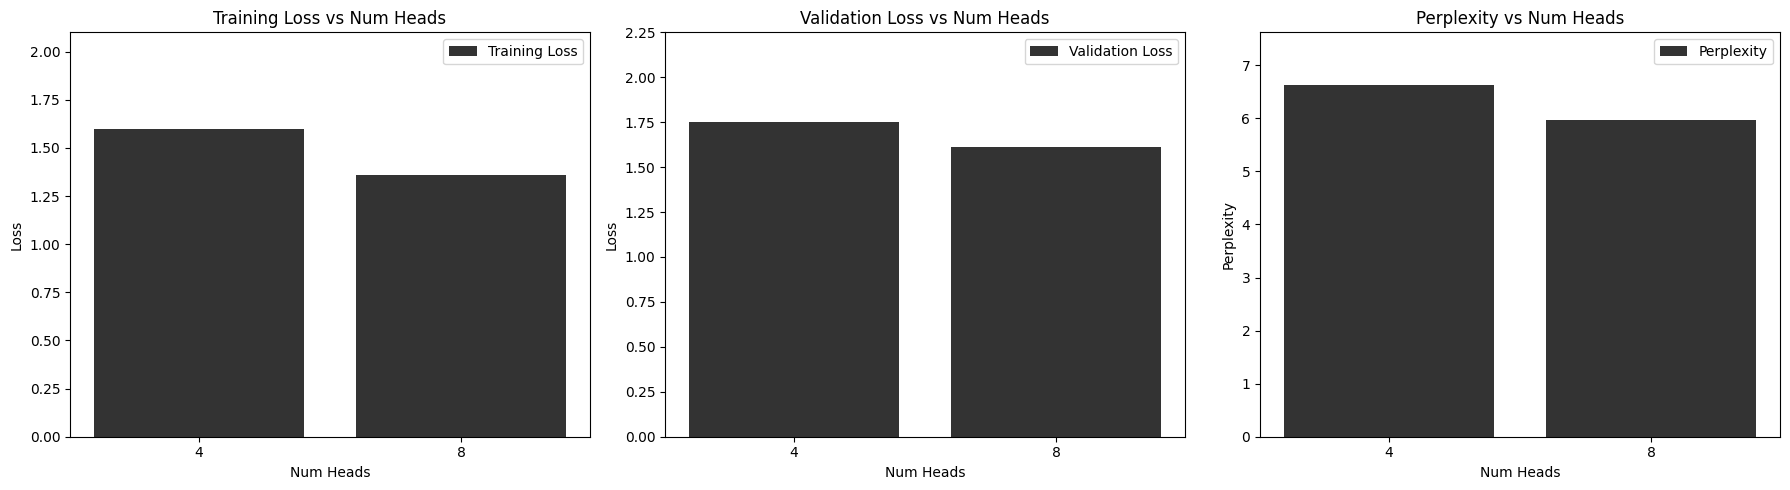 Training Loss vs Num Heads
Training Loss
2.00
1.75
1.50
1.25
1.00
0.75
0.50
0.25
0.00
Loss
4 8
Num Heads
Validation Loss vs Num Heads
Validation Loss
2.25
2.00
1.75
1.50
1.25
1.00
0.75
0.50
0.25
0.00
Loss
4 8
Num Heads
Perplexity vs Num Heads
Perplexity
7
6
5
4
3
2
1
0
Perplexity
4 8
Num Heads